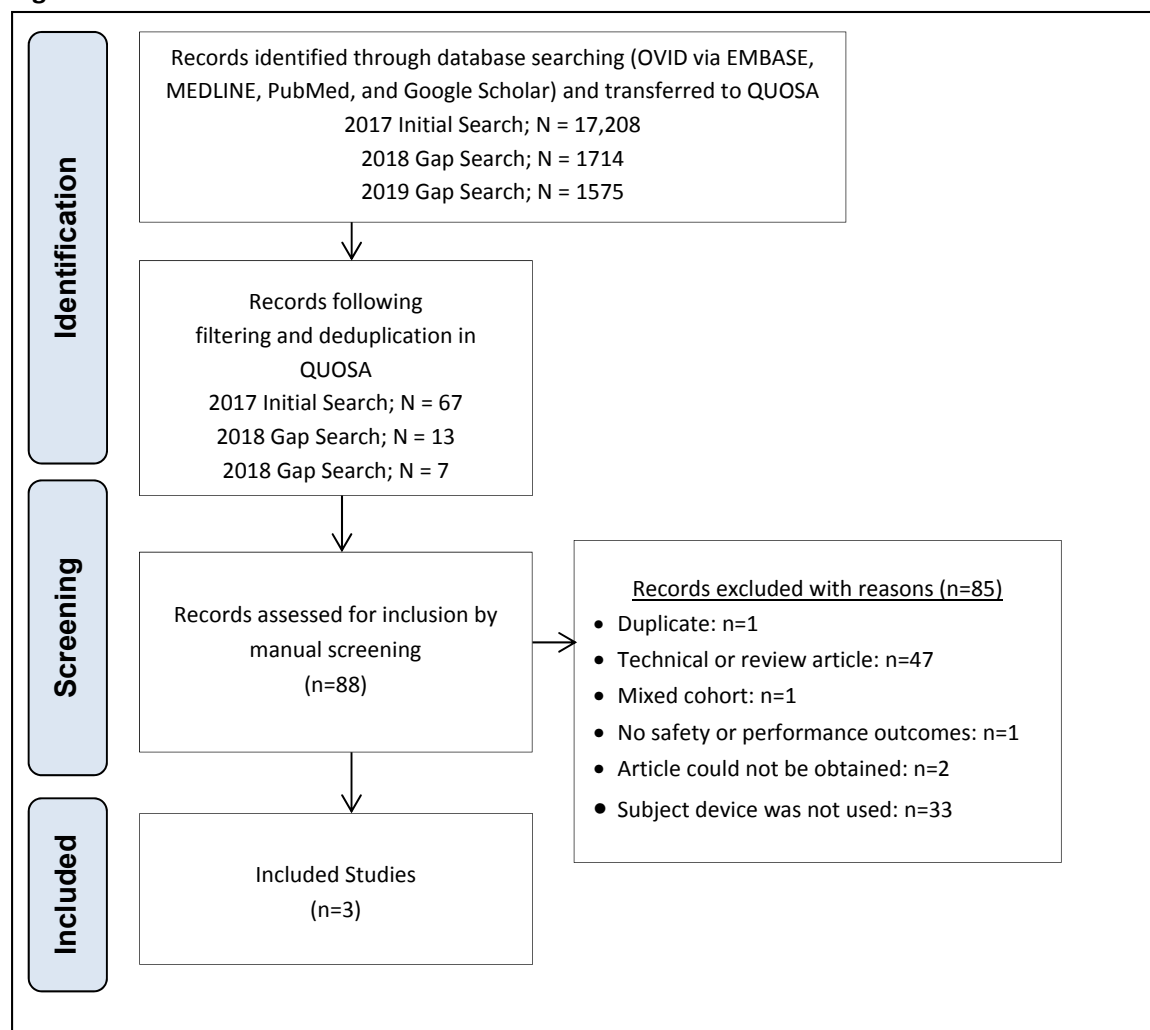 Identification
Records identified through database searching (OVID via EMBASE,
MEDLINE, PubMed, and Google Scholar) and transferred to QUOSA
2017 Initial Search; N = 17,208
2018 Gap Search; N = 1714
2019 Gap Search; N = 1575
Records following
filtering and deduplication in
QUOSA
2017 Initial Search; N = 67
2018 Gap Search; N = 13
2018 Gap Search; N = 7
Screening
Records assessed for inclusion by
manual screening
(n=88)
Records excluded with reasons (n=85)
• Duplicate: n=1
• Technical or review article: n=47
• Mixed cohort: n=1
• No safety or performance outcomes: n=1
• Article could not be obtained: n=2
• Subject device was not used: n=33
Included
Included Studies
(n=3)